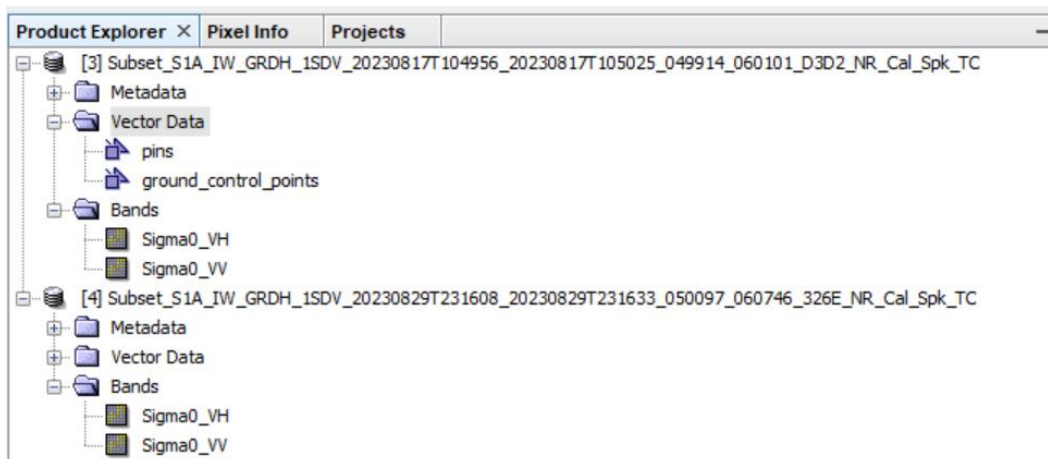 Product Explorer × Pixel Info Projects
[3] Subset_S1A_IW_GRDH_1SDV_20230817T104956_20230817T105025_049914_060101_D3D2_NR_Cal_Spk_TC
Metadata
Vector Data
pins
ground_control_points
Bands
Sigma0_VH
Sigma0_VV
[4] Subset_S1A_IW_GRDH_1SDV_20230829T231608_20230829T231633_050097_060746_326E_NR_Cal_Spk_TC
Metadata
Vector Data
Bands
Sigma0_VH
Sigma0_VV